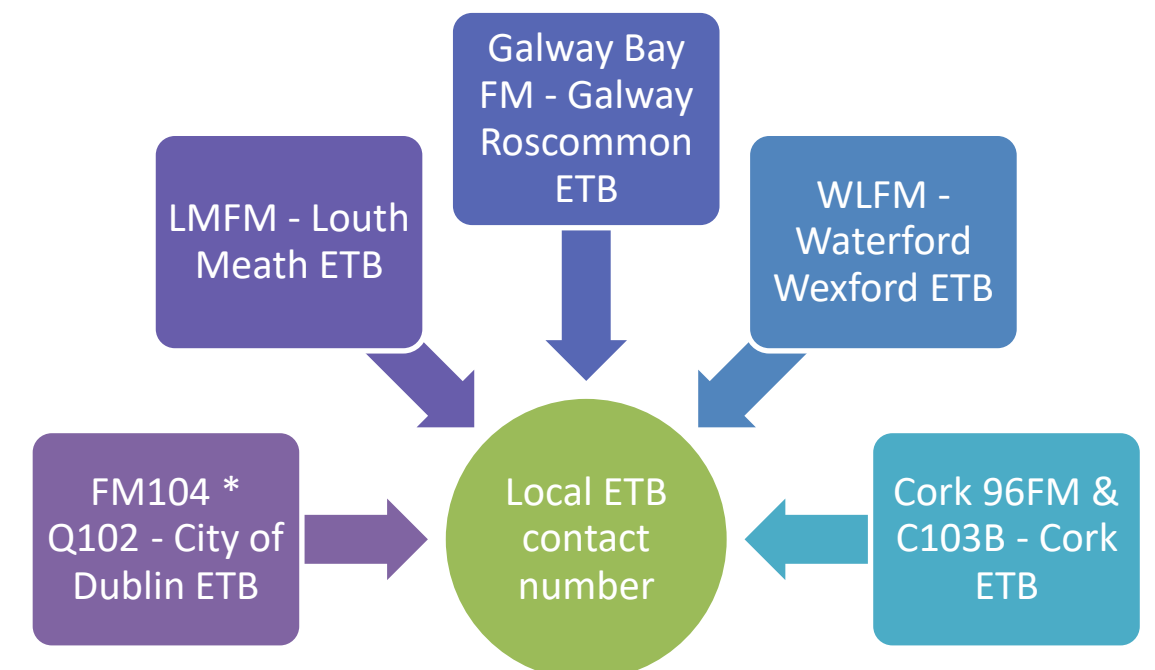 Galway Bay
FM - Galway
Roscommon
ETB
LMFM - Louth
Meath ETB
WLFM -
Waterford
Wexford ETB
FM104 *
Q102 - City of
Dublin ETB
Local ETB
contact
number
Cork 96FM &
C103B - Cork
ETB